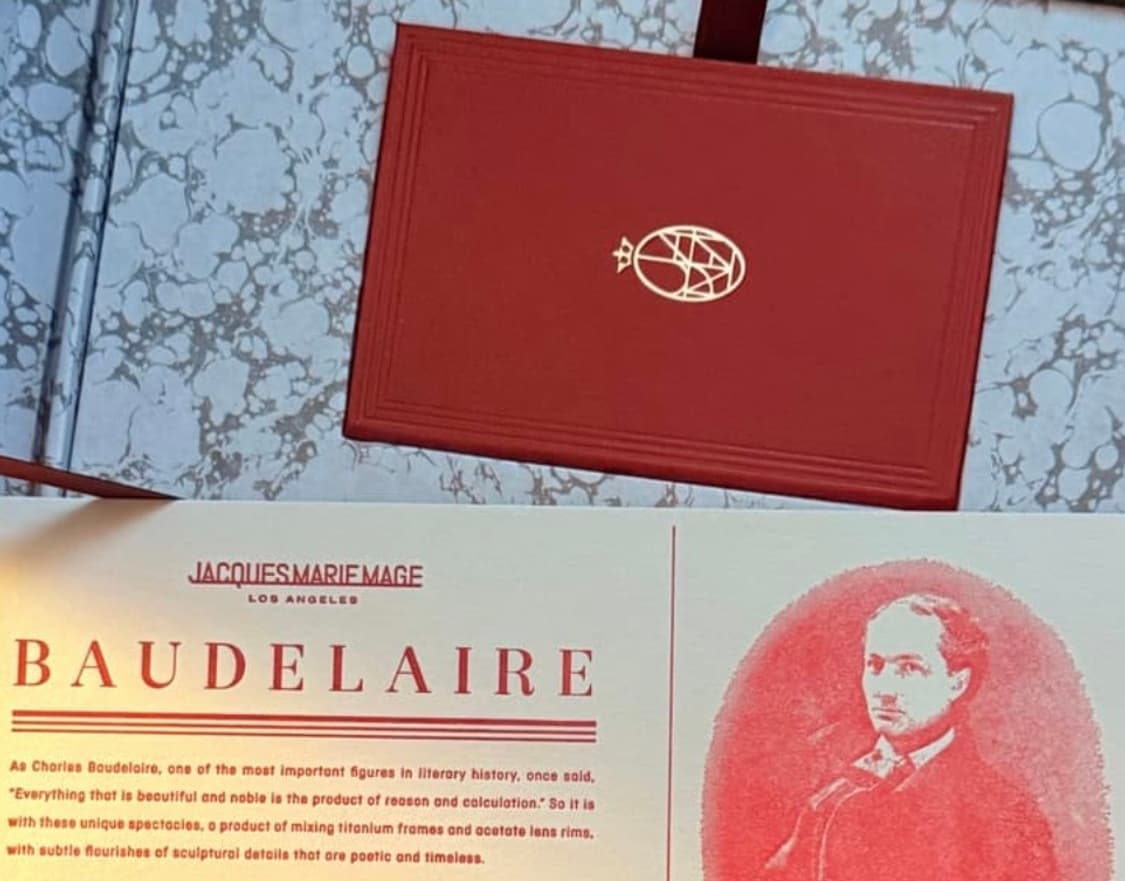 JACQUES MARIE MAGE
LOS ANGELES
BAUDELAIRE
As Charles Baudelaire, one of the most important figures in literary history, once said,
"Everything that is beautiful and noble is the product of reason and calculation." So it is
with these unique spectacles, a product of mixing titanium frames and acetate lens rims,
with subtle flourishes of sculptural details that are poetic and timeless.